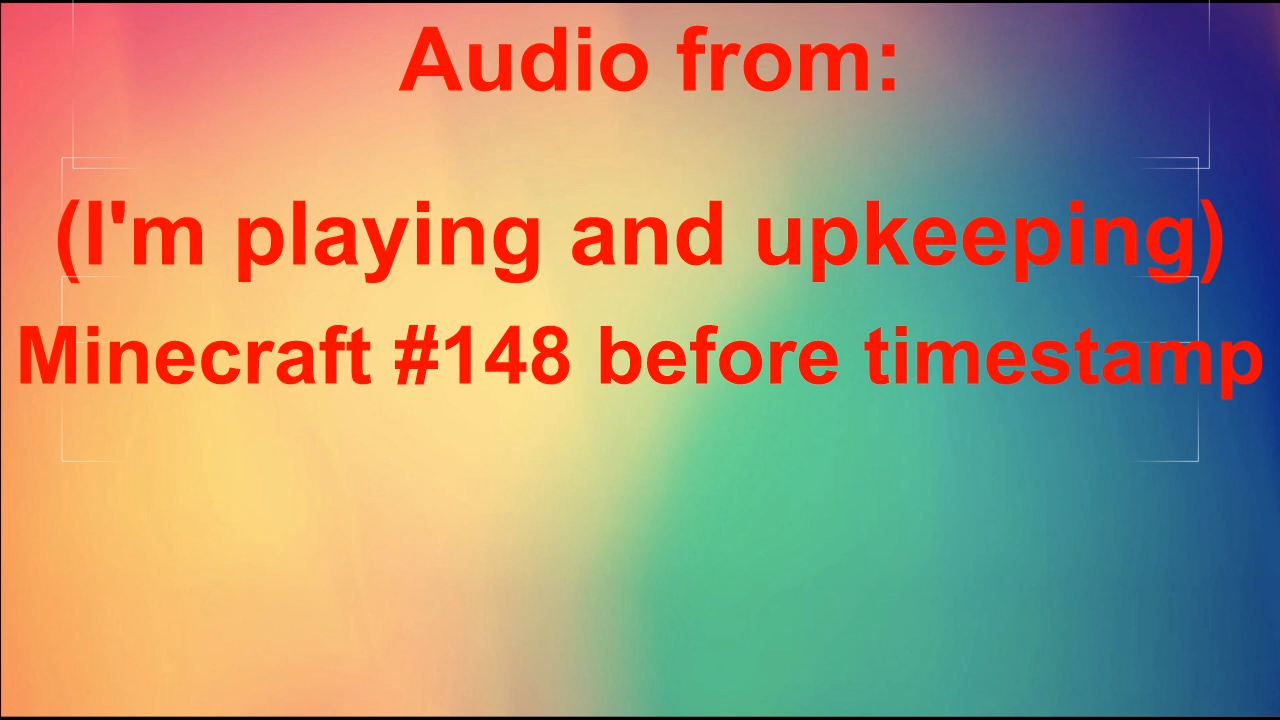 Audio from:
(I'm playing and upkeeping)
Minecraft #148 before timestamp